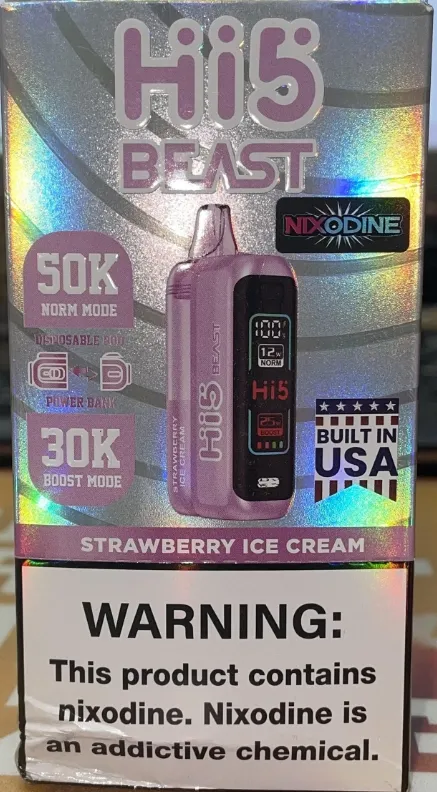 Hi5
BEAST
NIXODINE
50K
NORM MODE
DISPOSABLE POD
POWER BANK
30K
BOOST MODE
100%
12W
NORM
Hi5
25W
BOOST
Hi5 BEAST
STRAWBERRY
ICE CREAM
BUILT IN
USA
STRAWBERRY ICE CREAM
WARNING:
This product contains
nixodine. Nixodine is
an addictive chemical.